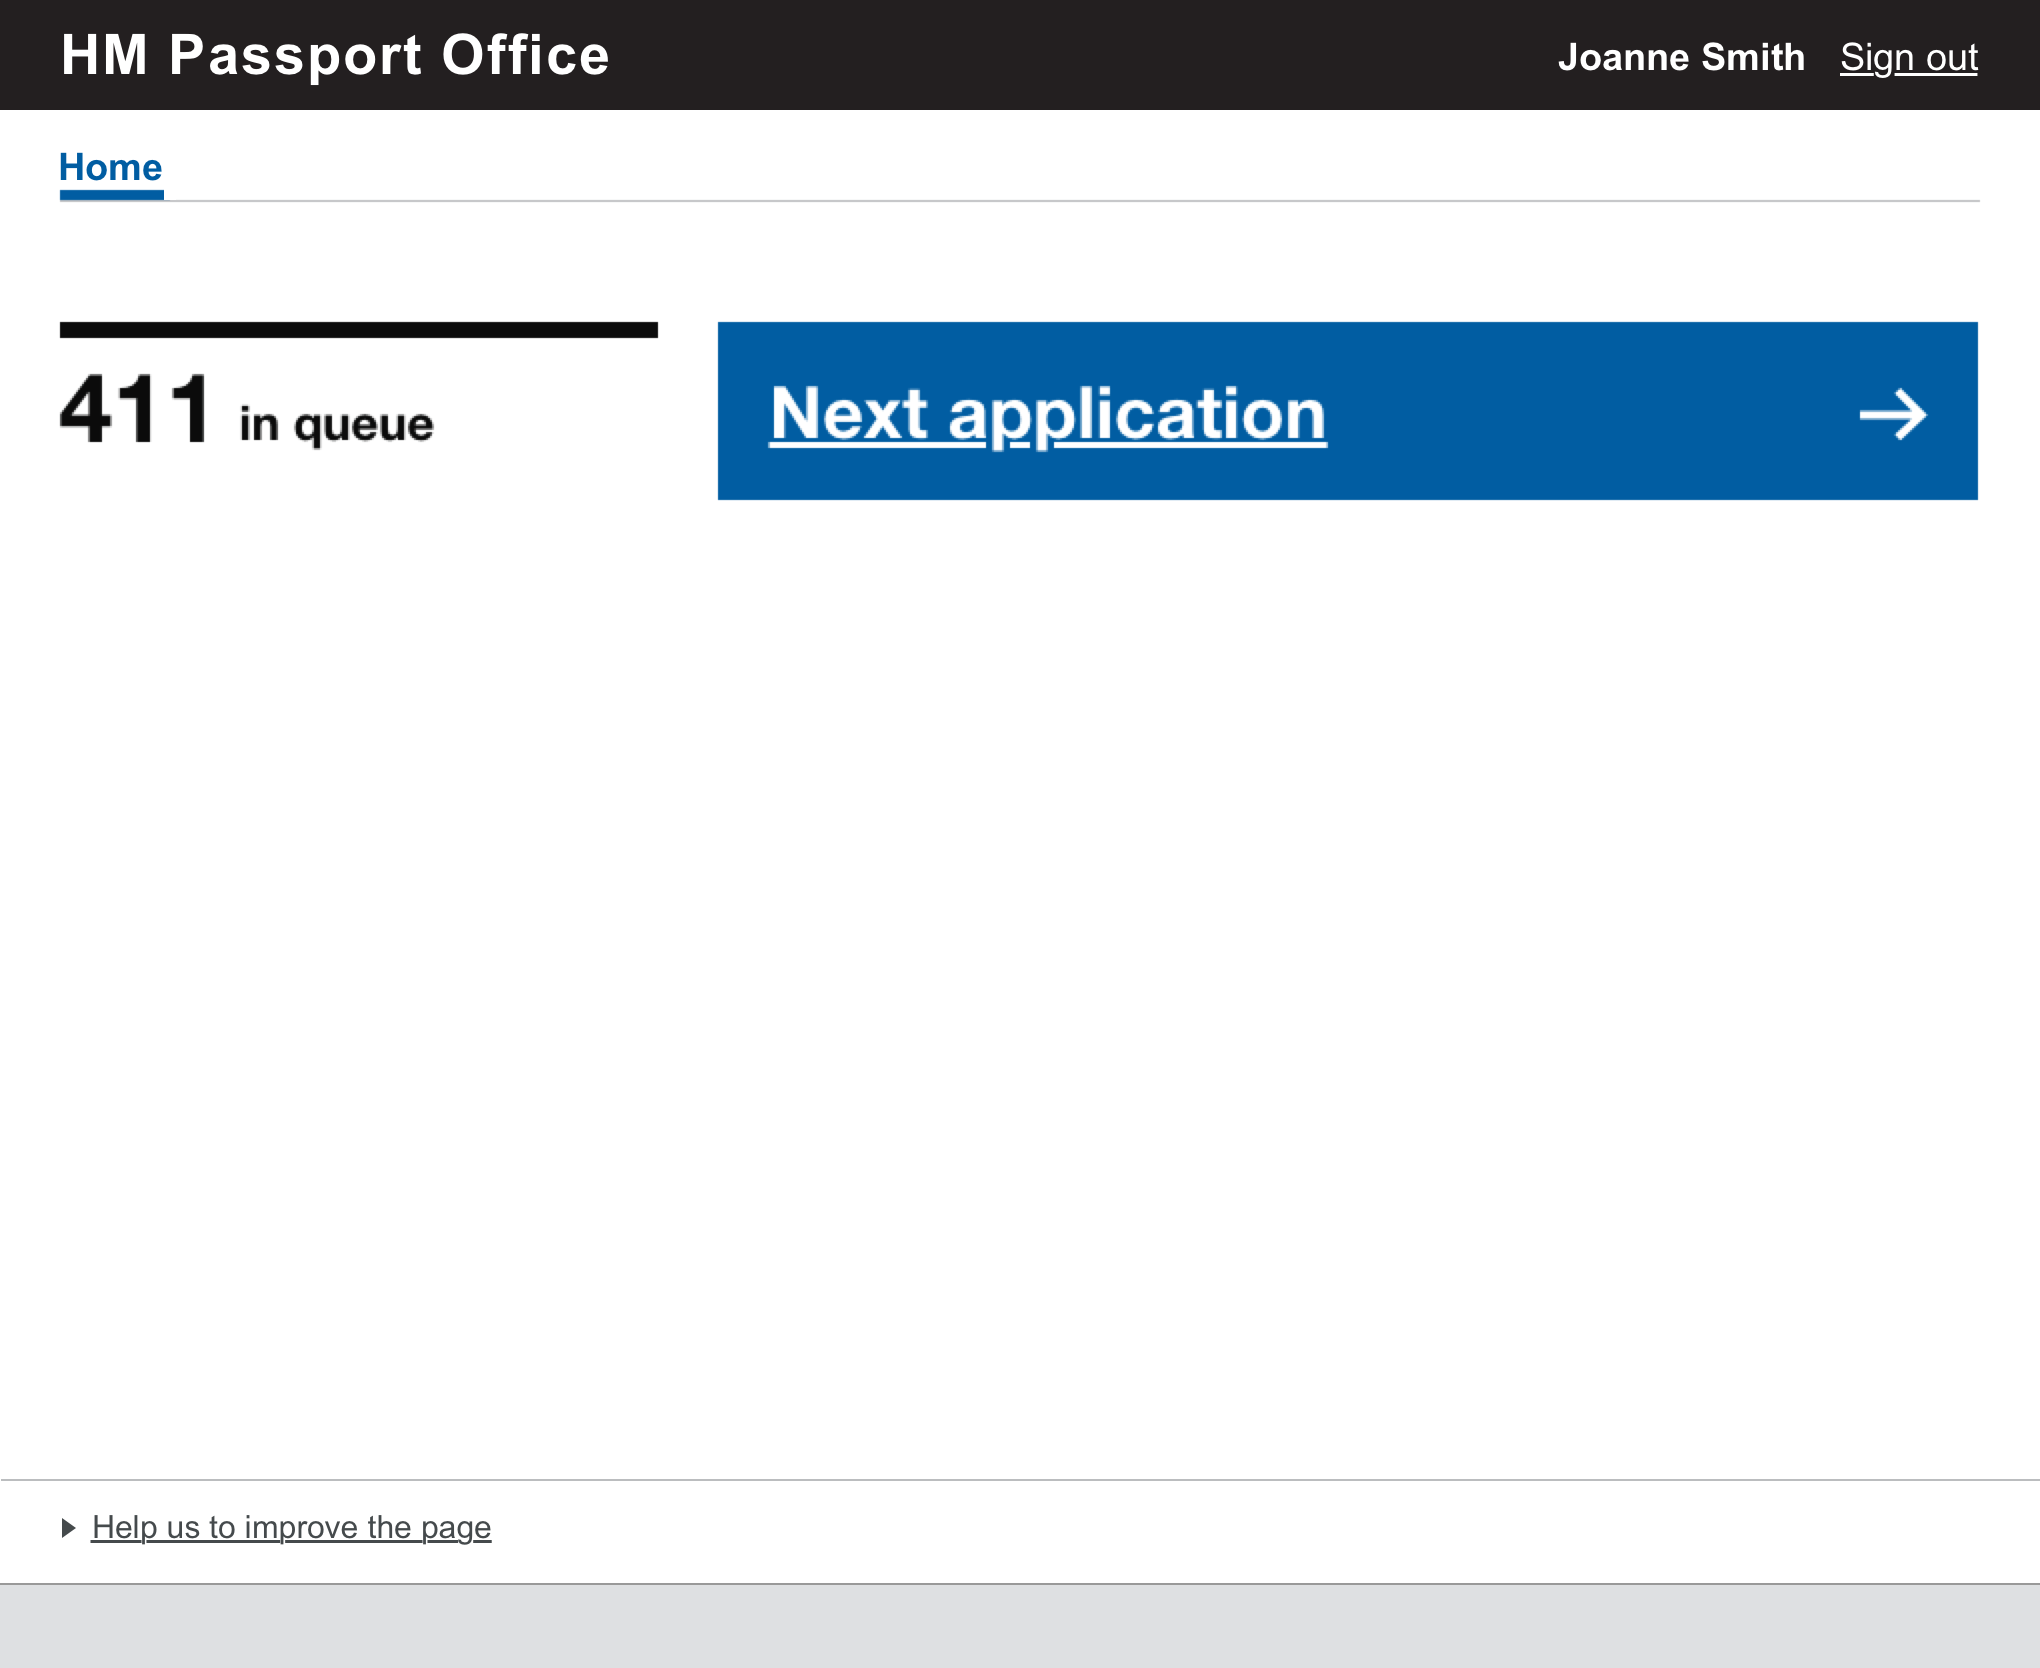 HM Passport Office
Joanne Smith Sign out
Home
411 in queue
Next application
Help us to improve the page